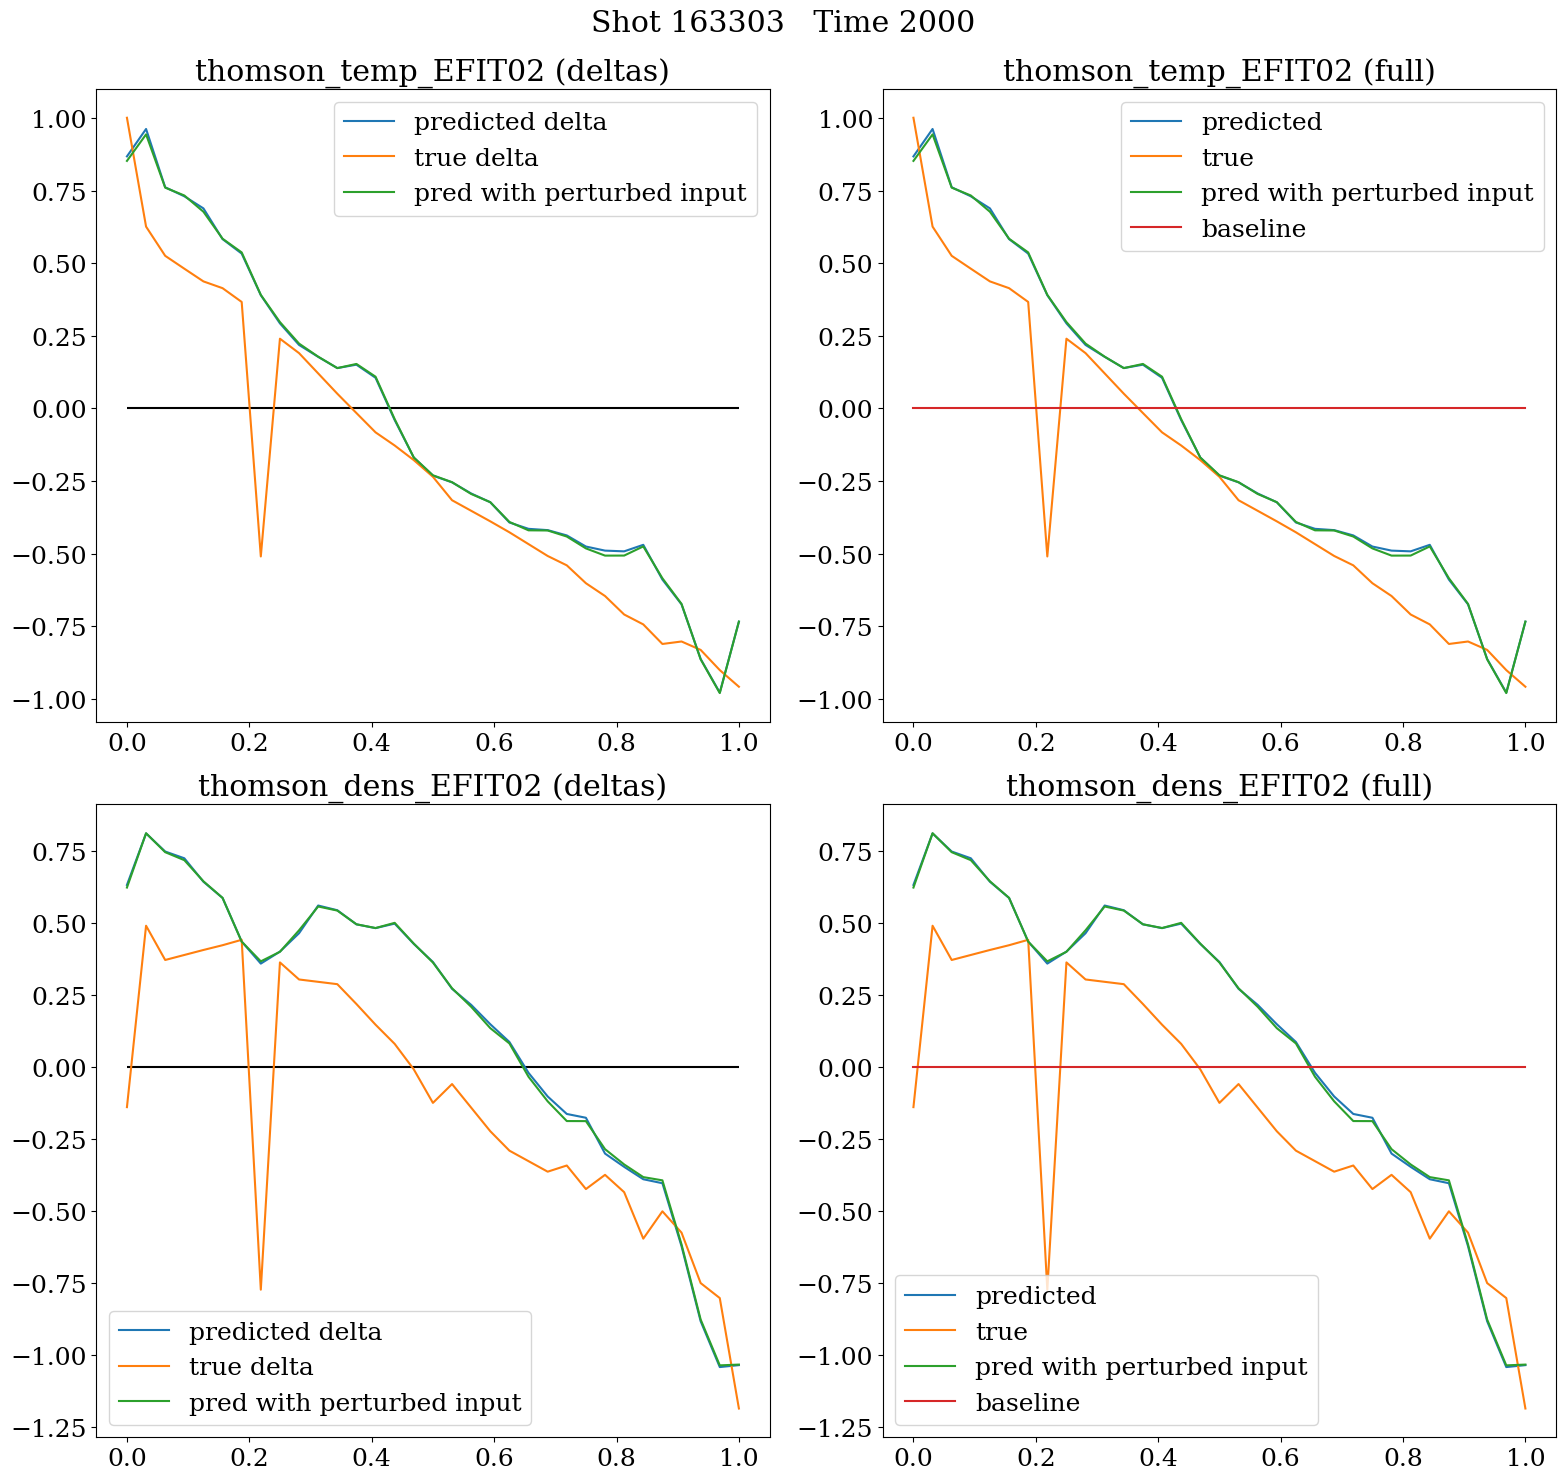 Shot 163303   Time 2000
thomson_temp_EFIT02 (deltas)
1.00
0.75
0.50
0.25
0.00
−0.25
−0.50
−0.75
−1.00
predicted delta
true delta
pred with perturbed input
0.0 0.2 0.4 0.6 0.8 1.0
thomson_temp_EFIT02 (full)
1.00
0.75
0.50
0.25
0.00
−0.25
−0.50
−0.75
−1.00
predicted
true
pred with perturbed input
baseline
0.0 0.2 0.4 0.6 0.8 1.0
thomson_dens_EFIT02 (deltas)
0.75
0.50
0.25
0.00
−0.25
−0.50
−0.75
−1.00
−1.25
predicted delta
true delta
pred with perturbed input
0.0 0.2 0.4 0.6 0.8 1.0
thomson_dens_EFIT02 (full)
0.75
0.50
0.25
0.00
−0.25
−0.50
−0.75
−1.00
−1.25
predicted
true
pred with perturbed input
baseline
0.0 0.2 0.4 0.6 0.8 1.0